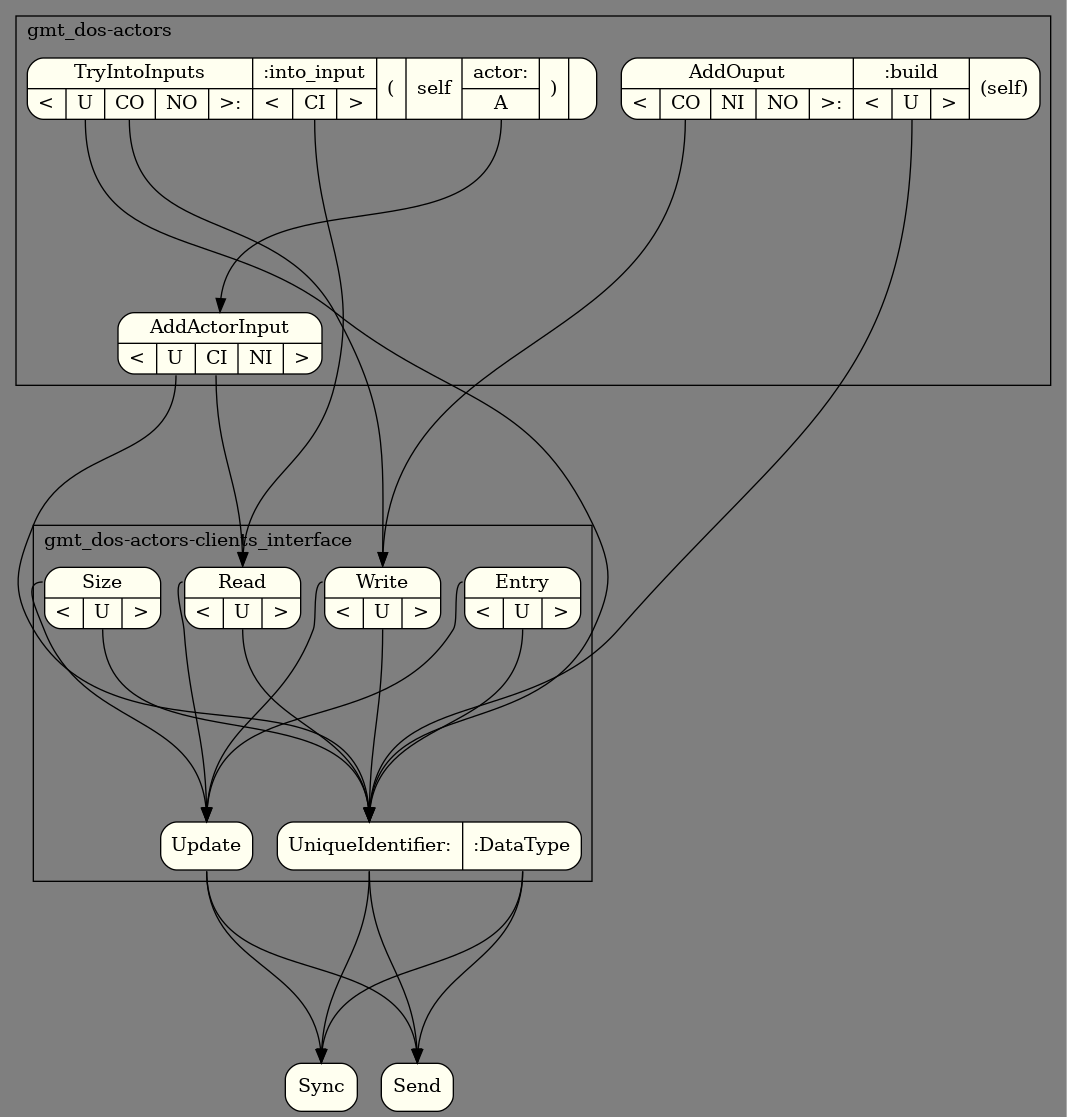 gmt_dos-actors
TryIntoInputs :into_input ( self actor: )
< U CO NO >: < CI > A
AddOuput :build (self)
< CO NI NO >: < U >
AddActorInput
< U CI NI >
gmt_dos-actors-clients_interface
Size Read Write Entry
< U > < U > < U > < U >
Update UniqueIdentifier: :DataType
Sync Send